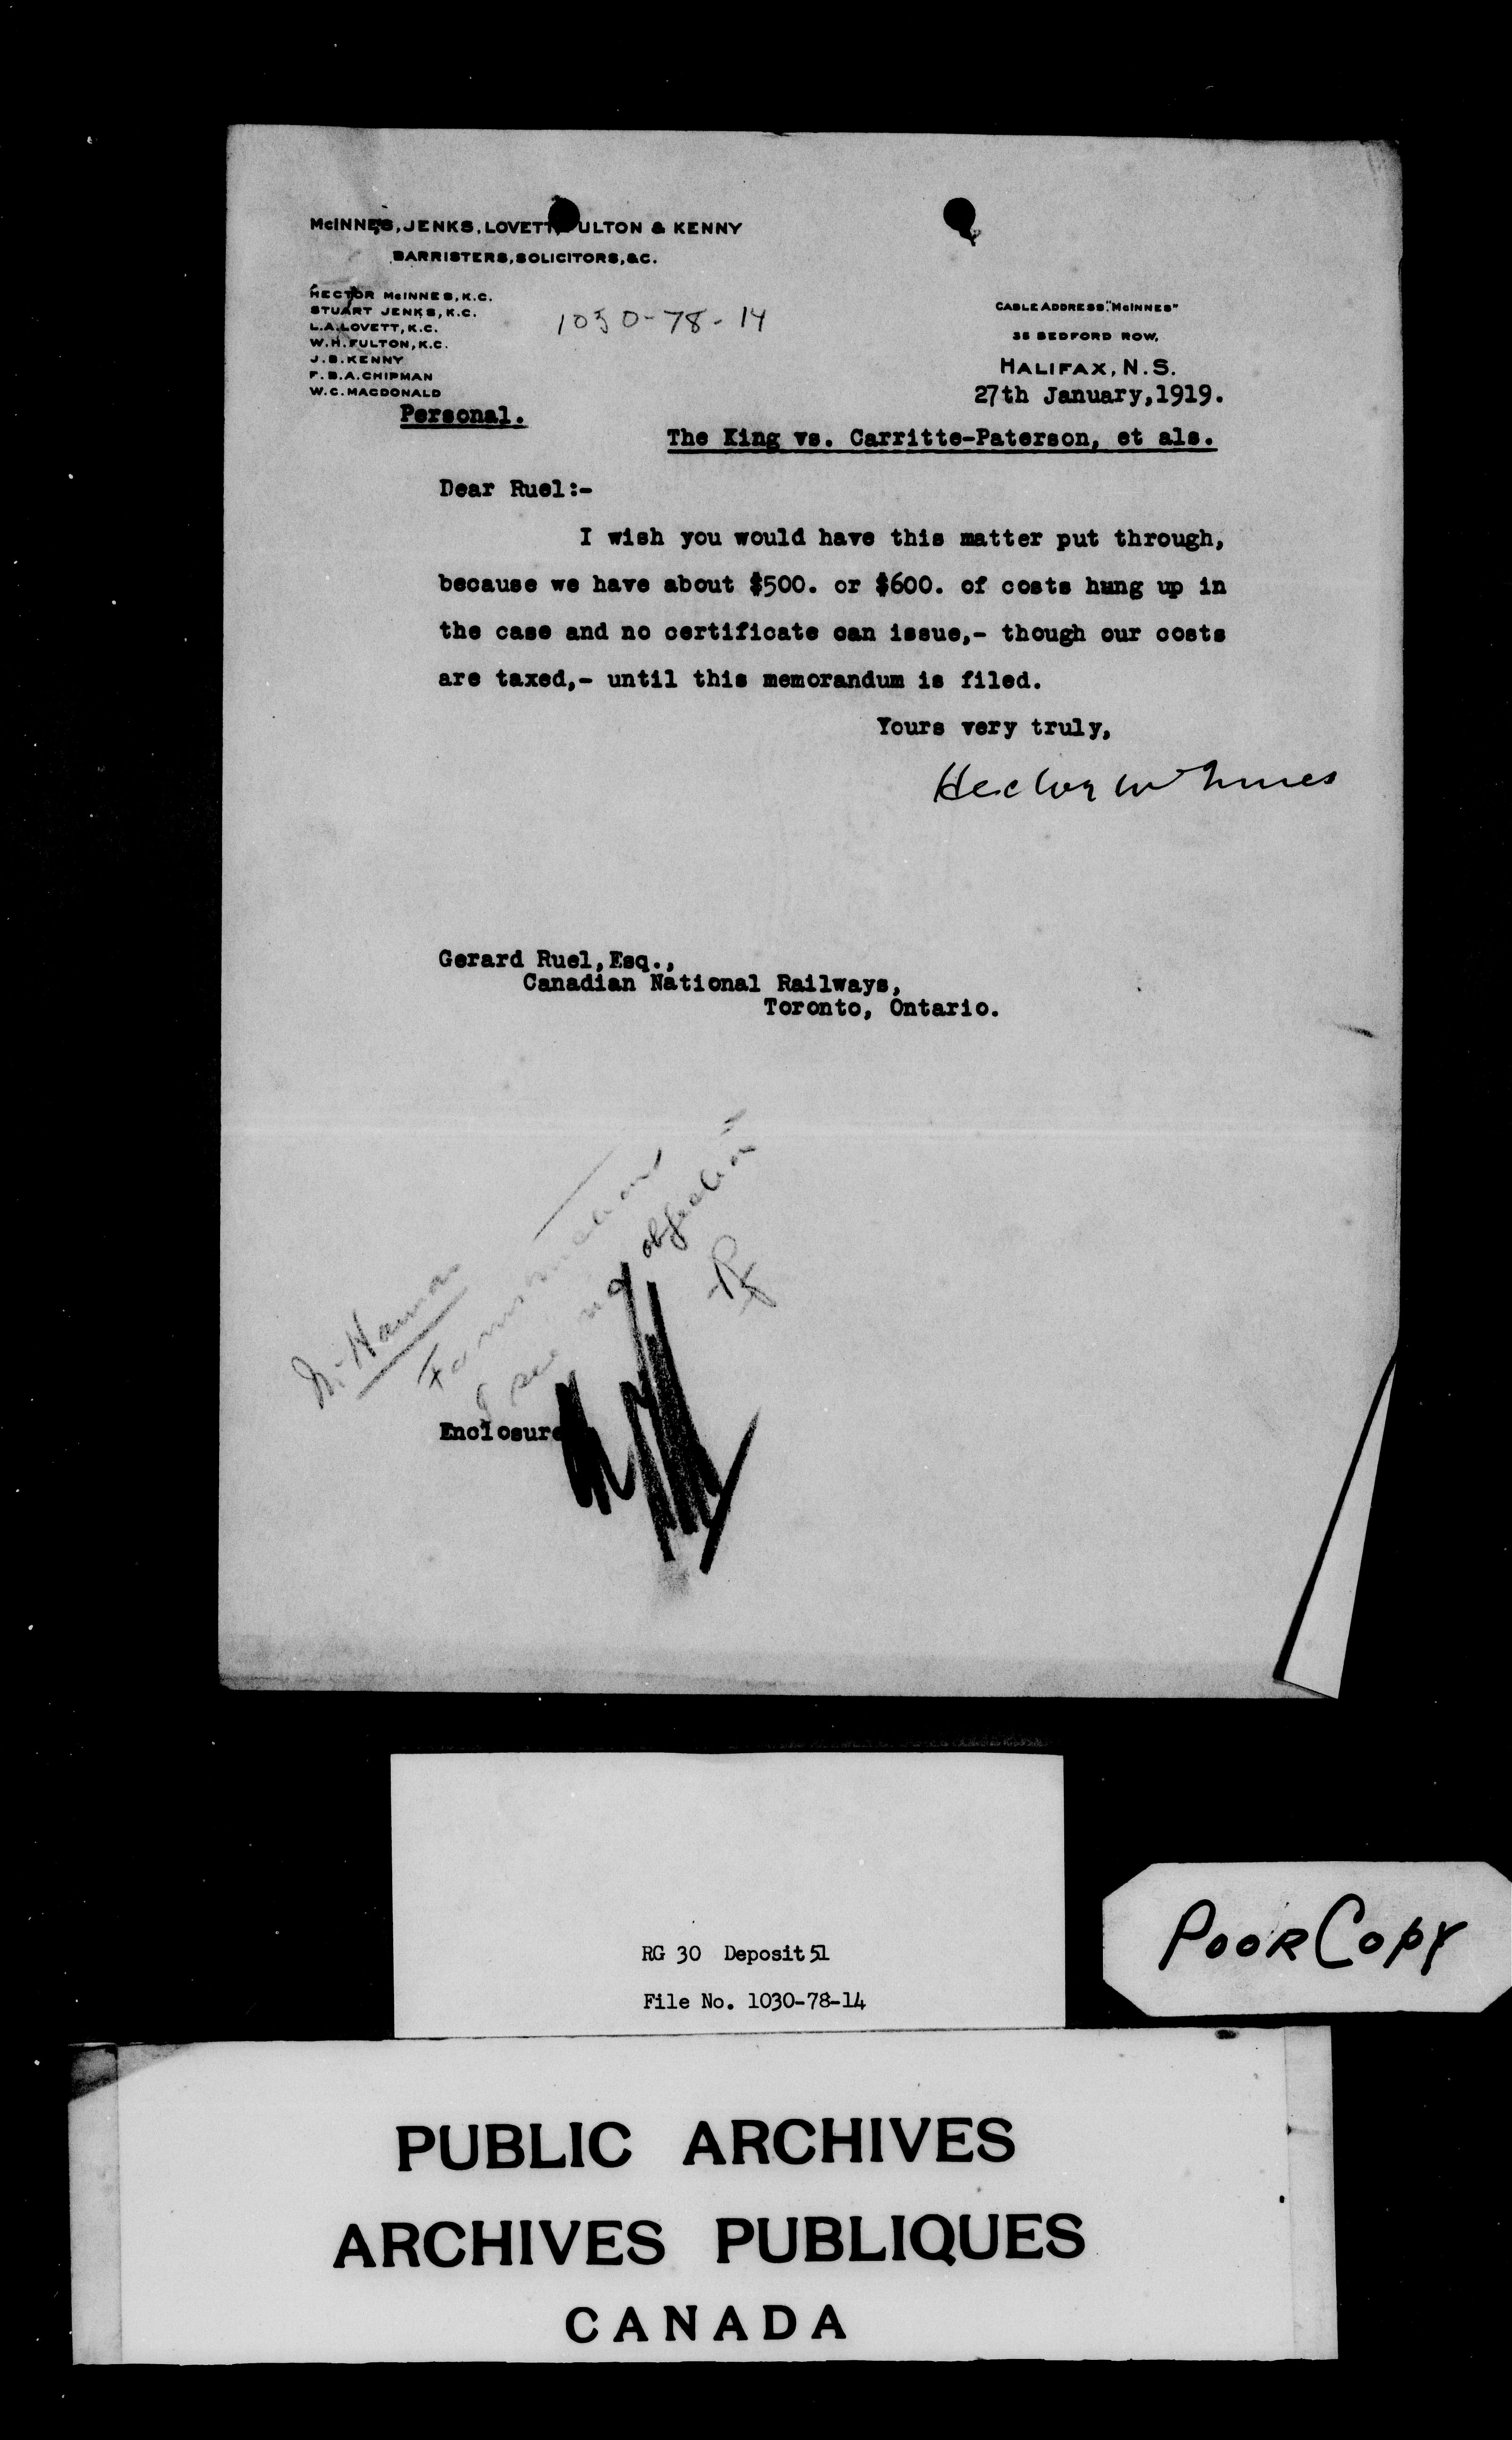 McINNES, JENKS, LOVETT, FULTON & KENNY
BARRISTERS, SOLICITORS, &C.
HECTOR McINNES, K.C.
STUART JENKS, K.C.
L.A. LOVETT, K.C.
W.H. FULTON, K.C.
J.B. KENNY
F.B.A. CHIPMAN
W.C. MACDONALD
1030-78-14
CABLE ADDRESS, "McINNES"
35 BEDFORD ROW,
HALIFAX, N.S.
27th January,1919.
Personal.
The King vs. Carritte-Paterson, et als.
Dear Ruel:-
I wish you would have this matter put through,
because we have about $500. or $600. of costs hung up in
the case and no certificate can issue,- though our costs
are taxed,- until this memorandum is filed.
Yours very truly,
Hector McInnes
Gerard Ruel, Esq.,
Canadian National Railways,
Toronto, Ontario.
I see no objection
R
Enclosure
RG 30 Deposit 51
File No. 1030-78-14
POOR COPY
PUBLIC ARCHIVES
ARCHIVES PUBLIQUES
CANADA